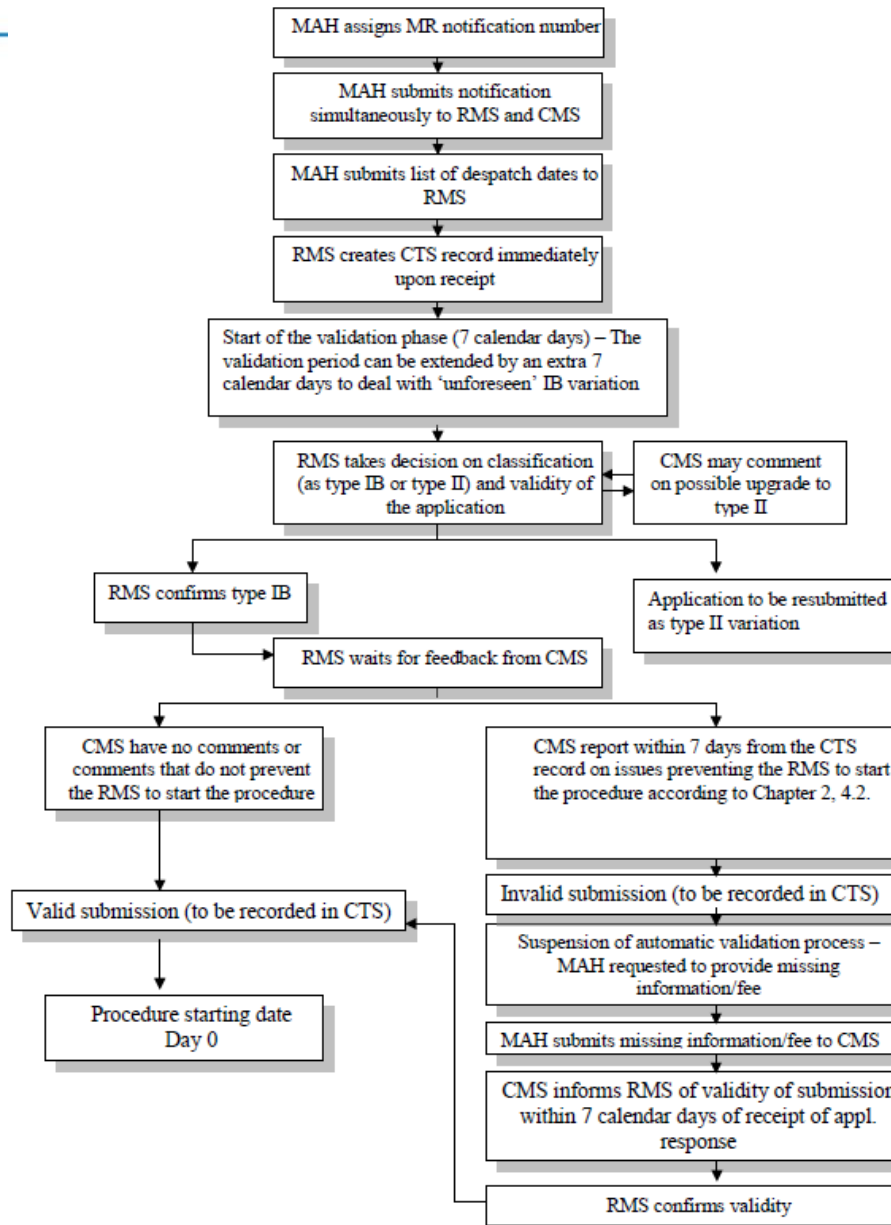 MAH assigns MR notification number
MAH submits notification
simultaneously to RMS and CMS
MAH submits list of despatch dates to
RMS
RMS creates CTS record immediately
upon receipt
Start of the validation phase (7 calendar days) – The
validation period can be extended by an extra 7
calendar days to deal with ‘unforeseen’ IB variation
RMS takes decision on classification
(as type IB or type II) and validity of
the application
CMS may comment
on possible upgrade to
type II
RMS confirms type IB
Application to be resubmitted
as type II variation
RMS waits for feedback from CMS
CMS have no comments or
comments that do not prevent
the RMS to start the procedure
CMS report within 7 days from the CTS
record on issues preventing the RMS to start
the procedure according to Chapter 2, 4.2.
Valid submission (to be recorded in CTS)
Invalid submission (to be recorded in CTS)
Suspension of automatic validation process –
MAH requested to provide missing
information/fee
Procedure starting date
Day 0
MAH submits missing information/fee to CMS
CMS informs RMS of validity of submission
within 7 calendar days of receipt of appl.
response
RMS confirms validity